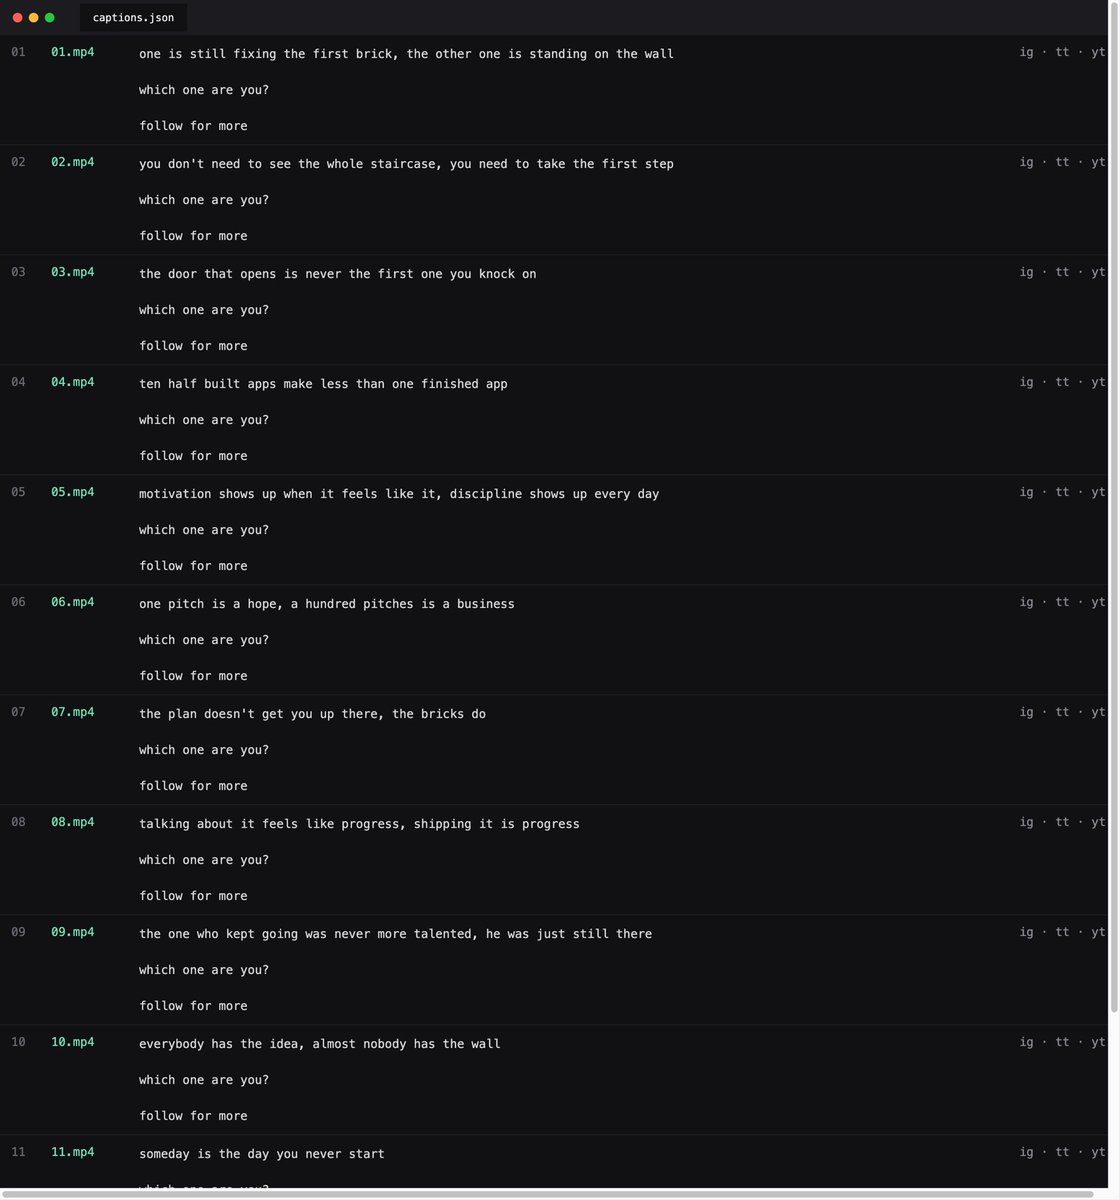 captions.json
01 01.mp4 one is still fixing the first brick, the other one is standing on the wall ig · tt · yt
which one are you?
follow for more
02 02.mp4 you don't need to see the whole staircase, you need to take the first step ig · tt · yt
which one are you?
follow for more
03 03.mp4 the door that opens is never the first one you knock on ig · tt · yt
which one are you?
follow for more
04 04.mp4 ten half built apps make less than one finished app ig · tt · yt
which one are you?
follow for more
05 05.mp4 motivation shows up when it feels like it, discipline shows up every day ig · tt · yt
which one are you?
follow for more
06 06.mp4 one pitch is a hope, a hundred pitches is a business ig · tt · yt
which one are you?
follow for more
07 07.mp4 the plan doesn't get you up there, the bricks do ig · tt · yt
which one are you?
follow for more
08 08.mp4 talking about it feels like progress, shipping it is progress ig · tt · yt
which one are you?
follow for more
09 09.mp4 the one who kept going was never more talented, he was just still there ig · tt · yt
which one are you?
follow for more
10 10.mp4 everybody has the idea, almost nobody has the wall ig · tt · yt
which one are you?
follow for more
11 11.mp4 someday is the day you never start ig · tt · yt
which one are you?